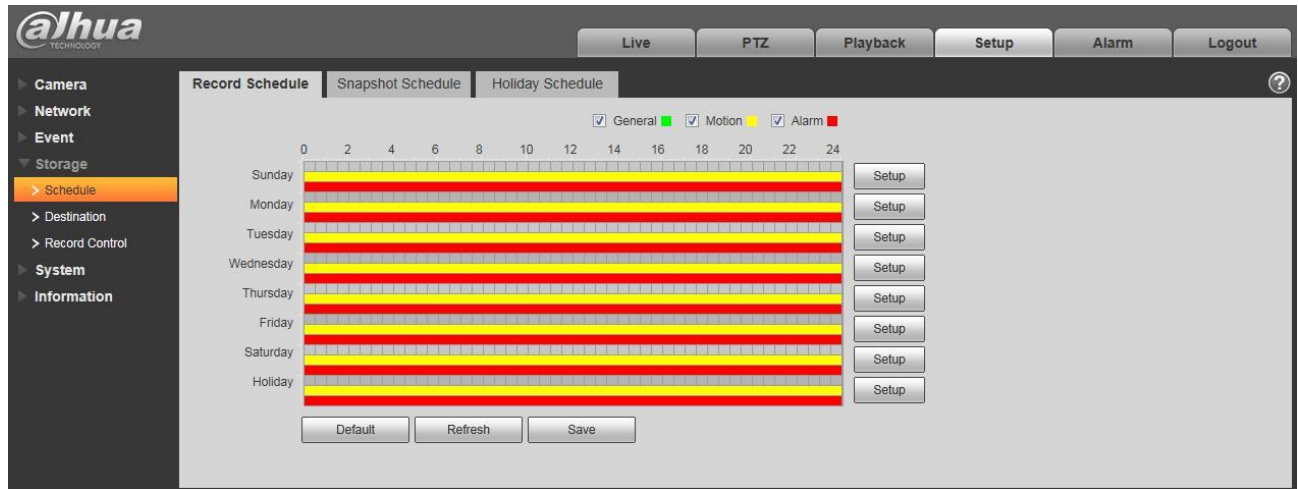 alhua
TECHNOLOGY
Live PTZ Playback Setup Alarm Logout
Camera
Network
Event
Storage
> Schedule
> Destination
> Record Control
System
Information
Record Schedule Snapshot Schedule Holiday Schedule ?
General Motion Alarm
0 2 4 6 8 10 12 14 16 18 20 22 24
Sunday Setup
Monday Setup
Tuesday Setup
Wednesday Setup
Thursday Setup
Friday Setup
Saturday Setup
Holiday Setup
Default Refresh Save